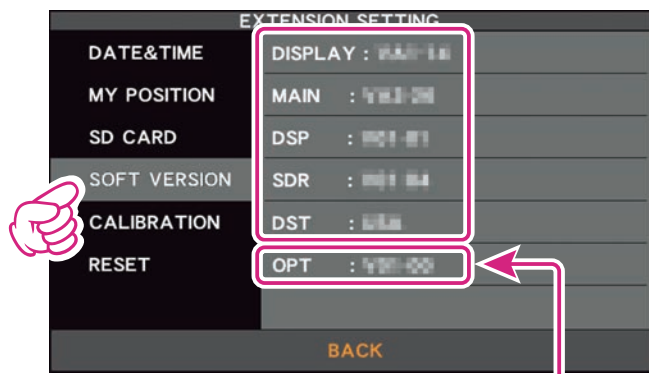 EXTENSION SETTING
DATE&TIME
DISPLAY :
MY POSITION
MAIN :
SD CARD
DSP :
SOFT VERSION
SDR :
CALIBRATION
DST :
RESET
OPT :
BACK